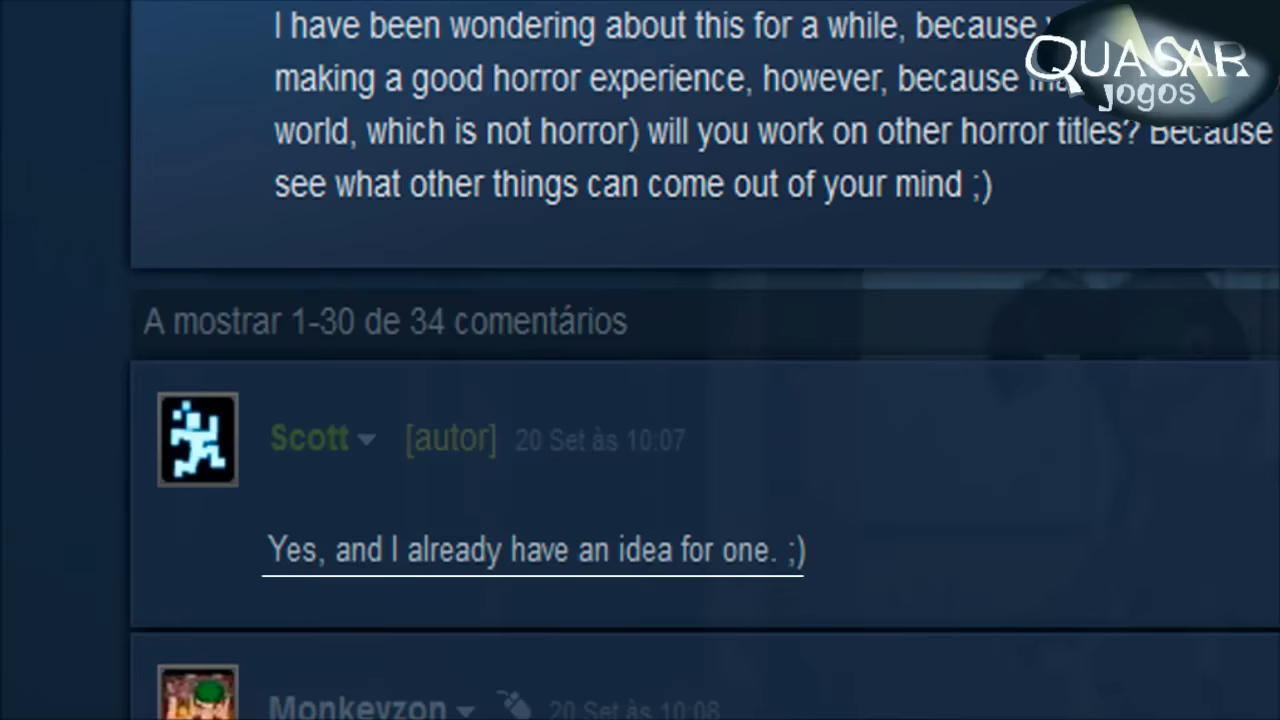 I have been wondering about this for a while, because
QUASAR
jogos
making a good horror experience, however, because
world, which is not horror) will you work on other horror titles? Because
see what other things can come out of your mind ;)
A mostrar 1-30 de 34 comentários
Scott [autor] 20 Set às 10:07
Yes, and I already have an idea for one. ;)
Monkeyzon 20 Set às 10:08